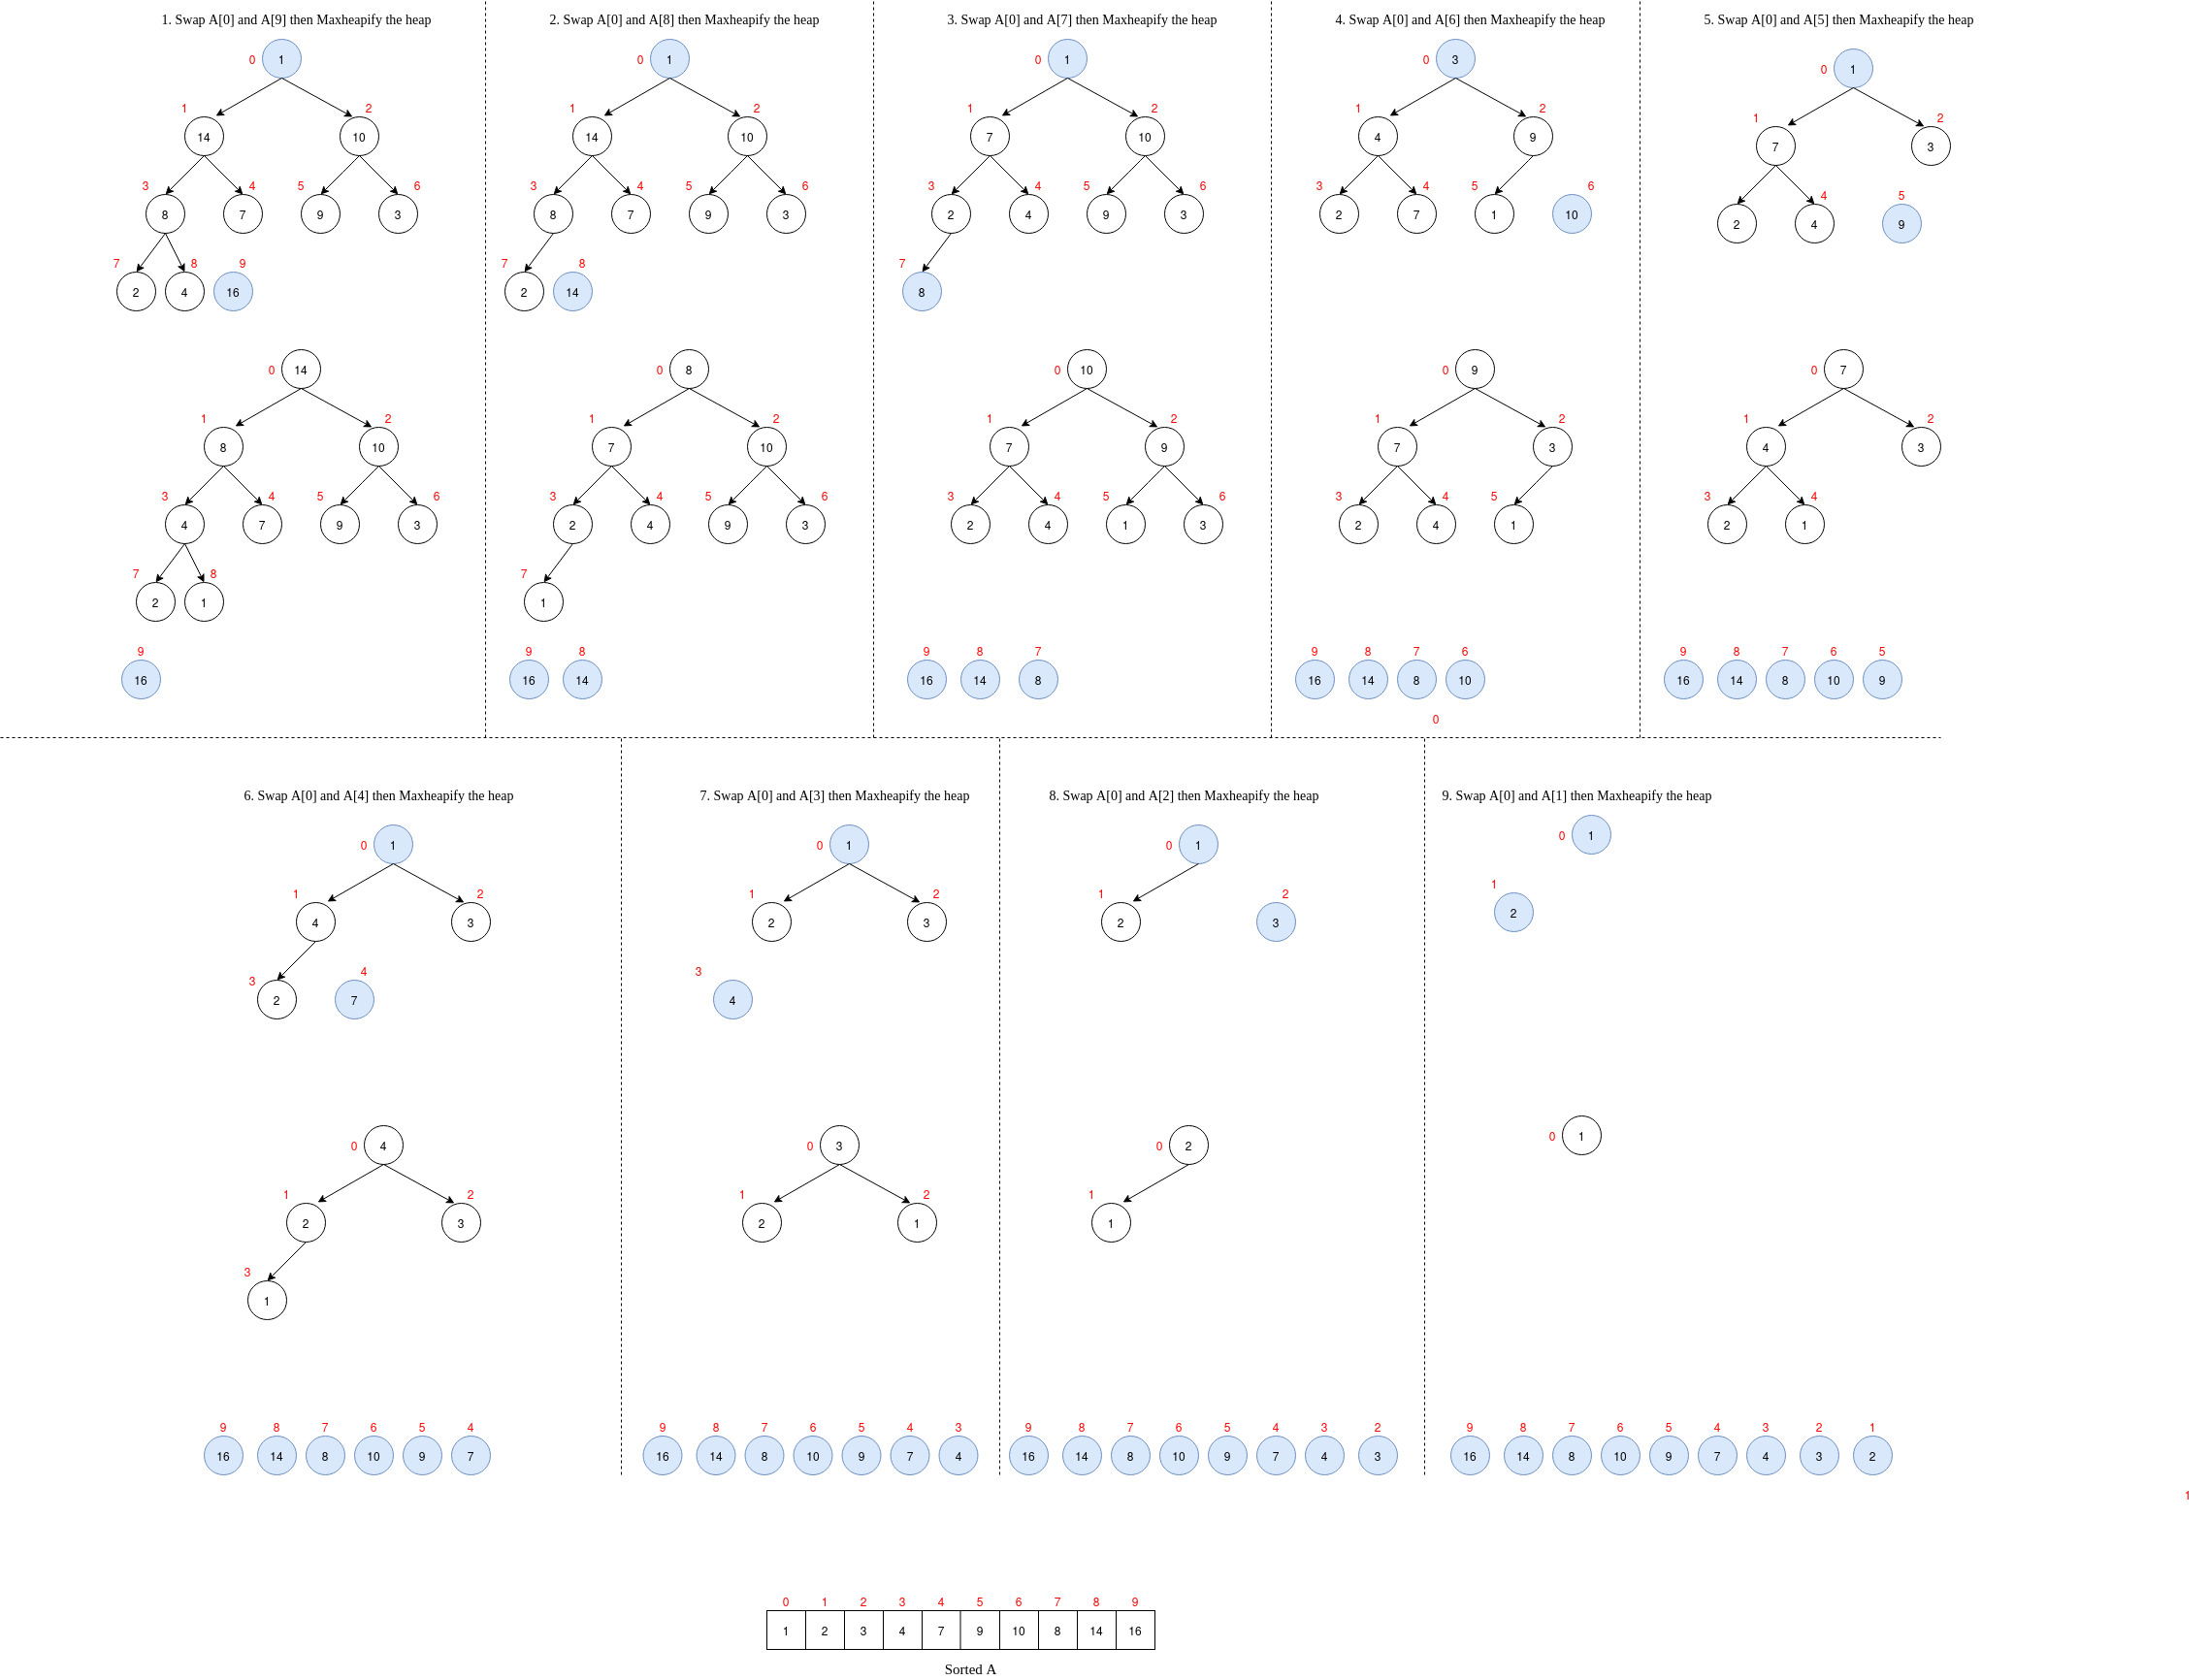 1. Swap A[0] and A[9] then Maxheapify the heap
0 1
1 2
14 10
3 4 5 6
8 7 9 3
7 8 9
2 4 16
0 14
1 2
8 10
3 4 5 6
4 7 9 3
7 8
2 1
9
16
2. Swap A[0] and A[8] then Maxheapify the heap
0 1
1 2
14 10
3 4 5 6
8 7 9 3
7 8
2 14
0 8
1 2
7 10
3 4 5 6
2 4 9 3
7
1
9 8
16 14
3. Swap A[0] and A[7] then Maxheapify the heap
0 1
1 2
7 10
3 4 5 6
2 4 9 3
7
8
0 10
1 2
7 9
3 4 5 6
2 4 1 3
9 8 7
16 14 8
4. Swap A[0] and A[6] then Maxheapify the heap
0 3
1 2
4 9
3 4 5 6
2 7 1 10
0 9
1 2
7 3
3 4 5
2 4 1
9 8 7 6
16 14 8 10
0
5. Swap A[0] and A[5] then Maxheapify the heap
0 1
1 2
7 3
4 5
2 4 9
0 7
1 2
4 3
3 4
2 1
9 8 7 6 5
16 14 8 10 9
6. Swap A[0] and A[4] then Maxheapify the heap
0 1
1 2
4 3
3 4
2 7
0 4
1 2
2 3
3
1
9 8 7 6 5 4
16 14 8 10 9 7
7. Swap A[0] and A[3] then Maxheapify the heap
0 1
1 2
2 3
3
4
0 3
1 2
2 1
9 8 7 6 5 4 3
16 14 8 10 9 7 4
8. Swap A[0] and A[2] then Maxheapify the heap
0 1
1 2
2 3
0 2
1
1
9 8 7 6 5 4 3 2
16 14 8 10 9 7 4 3
9. Swap A[0] and A[1] then Maxheapify the heap
0 1
1
2
0 1
9 8 7 6 5 4 3 2 1
16 14 8 10 9 7 4 3 2
1
0 1 2 3 4 5 6 7 8 9
1 2 3 4 7 9 10 8 14 16
Sorted A